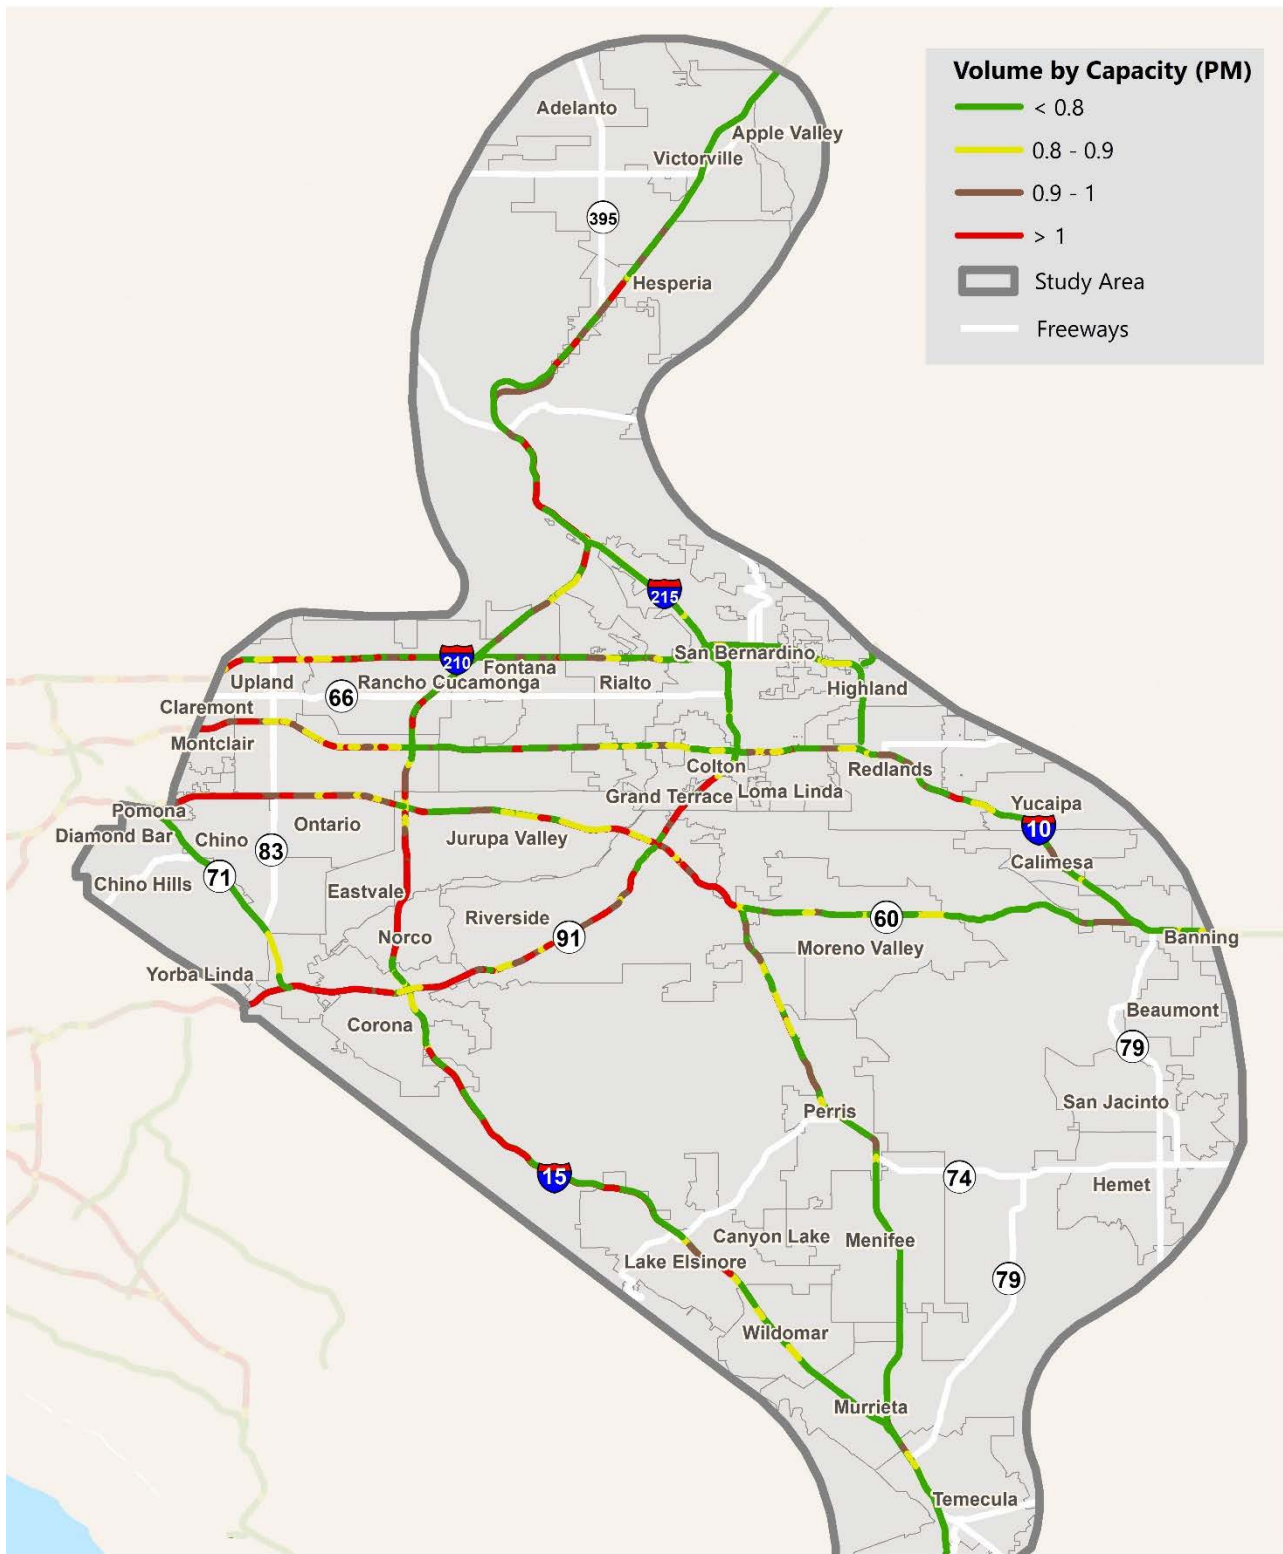 Volume by Capacity (PM)
< 0.8
0.8 - 0.9
0.9 - 1
> 1
Study Area
Freeways
Adelanto
Apple Valley
Victorville
395
Hesperia
215
San Bernardino
210
Fontana
Upland
66
Rancho Cucamonga
Rialto
Highland
Claremont
Montclair
Colton
Redlands
Grand Terrace
Loma Linda
Pomona
Yucaipa
Diamond Bar
Chino
Ontario
Jurupa Valley
10
83
Calimesa
Chino Hills
71
Eastvale
Riverside
60
Norco
91
Moreno Valley
Banning
Yorba Linda
Corona
Beaumont
79
Perris
San Jacinto
15
74
Hemet
Canyon Lake
Menifee
Lake Elsinore
79
Wildomar
Murrieta
Temecula